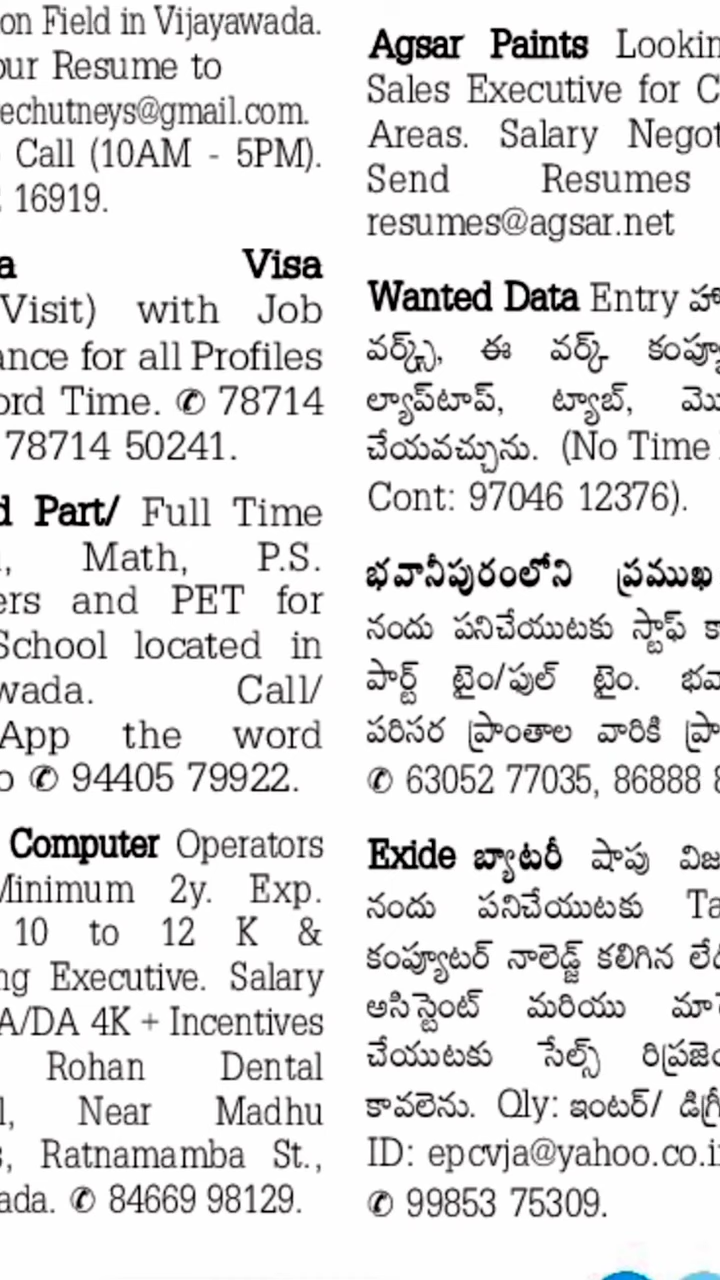 on Field in Vijayawada.
our Resume to
echutneys@gmail.com.
Call (10AM - 5PM).
16919.
a Visa
Visit) with Job
ance for all Profiles
ord Time. ✆ 78714
78714 50241.
d Part/ Full Time
, Math, P.S.
ers and PET for
School located in
wada. Call/
App the word
o ✆ 94405 79922.
Computer Operators
Minimum 2y. Exp.
10 to 12 K &
ng Executive. Salary
A/DA 4K + Incentives
Rohan Dental
l, Near Madhu
s, Ratnamamba St.,
ada. ✆ 84669 98129.
Agsar Paints Lookin
Sales Executive for C
Areas. Salary Negot
Send Resumes
resumes@agsar.net
Wanted Data Entry హా
వర్క్స్, ఈ వర్క్ కంప్యూ
ల్యాప్‌టాప్, ట్యాబ్, మొ
చేయవచ్చును. (No Time
Cont: 97046 12376).
భవానీపురంలోని ప్రముఖ
నందు పనిచేయుటకు స్టాఫ్ కా
పార్ట్ టైం/ఫుల్ టైం. భవా
పరిసర ప్రాంతాల వారికి ప్రా
✆ 63052 77035, 86888 8
Exide బ్యాటరీ షాపు విజ
నందు పనిచేయుటకు Ta
కంప్యూటర్ నాలెడ్జ్ కలిగిన లేడీ
ఆసిస్టెంట్ మరియు మా
చేయుటకు సేల్స్ రిప్రజెం
కావలెను. Qly: ఇంటర్/ డిగ్రీ
ID: epcvja@yahoo.co.i
✆ 99853 75309.